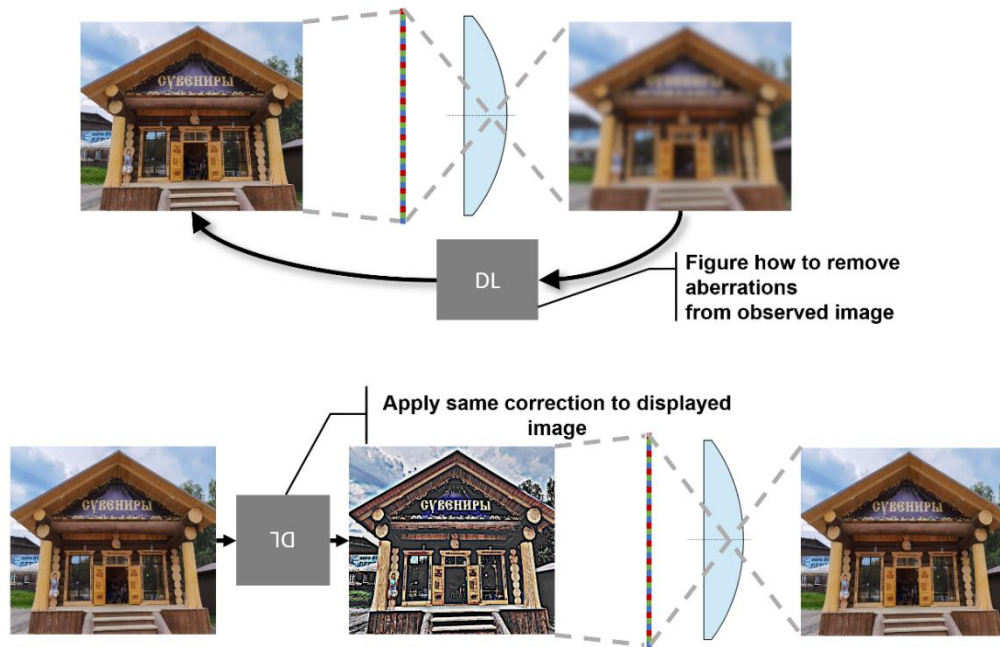 СУВЕНИРЫ
DL
Figure how to remove
aberrations
from observed image
Apply same correction to displayed
image
СУВЕНИРЫ
DL
СУВЕНИРЫ
СУВЕНИРЫ